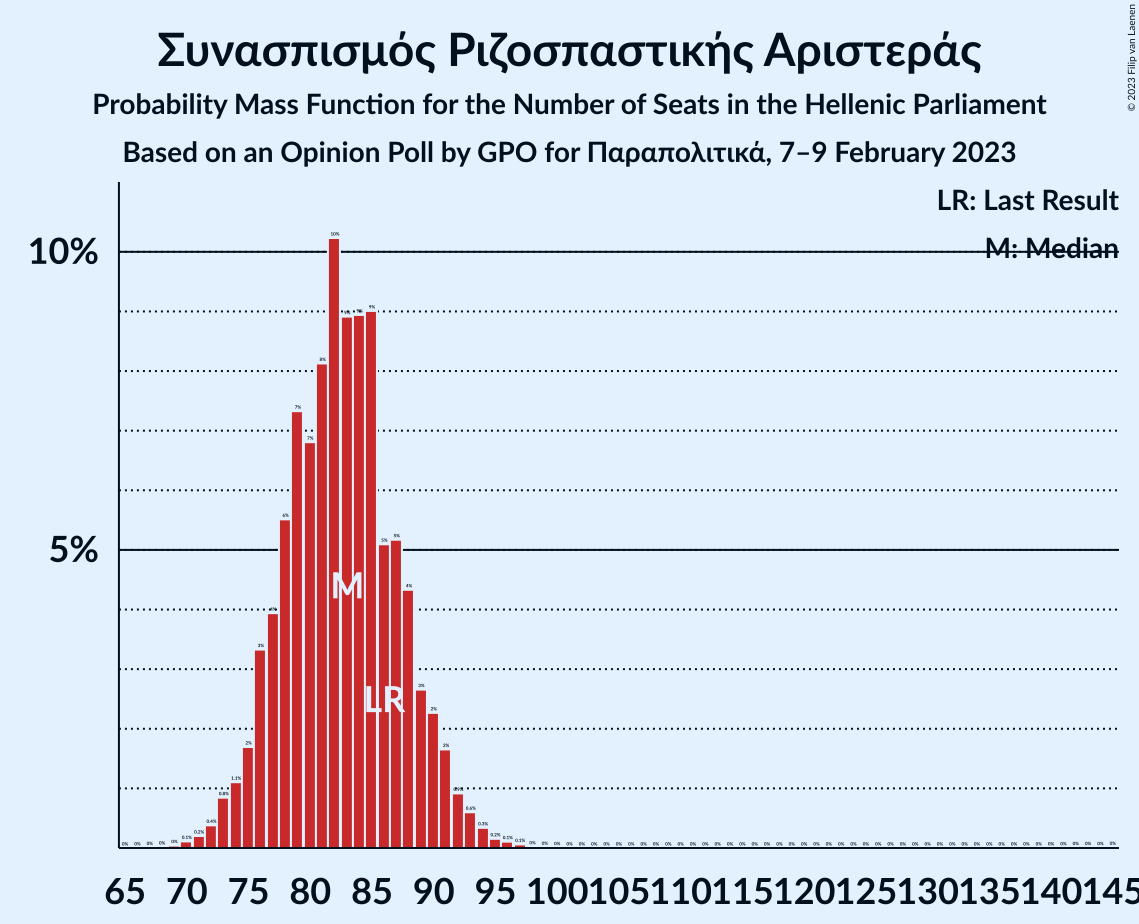 Συνασπισμός Ριζοσπαστικής Αριστεράς
Probability Mass Function for the Number of Seats in the Hellenic Parliament
Based on an Opinion Poll by GPO for Παραπολιτικά, 7–9 February 2023
© 2023 Filip van Laenen
LR: Last Result
M: Median
10%
5%
M
LR
65 70 75 80 85 90 95 100 105 110 115 120 125 130 135 140 145